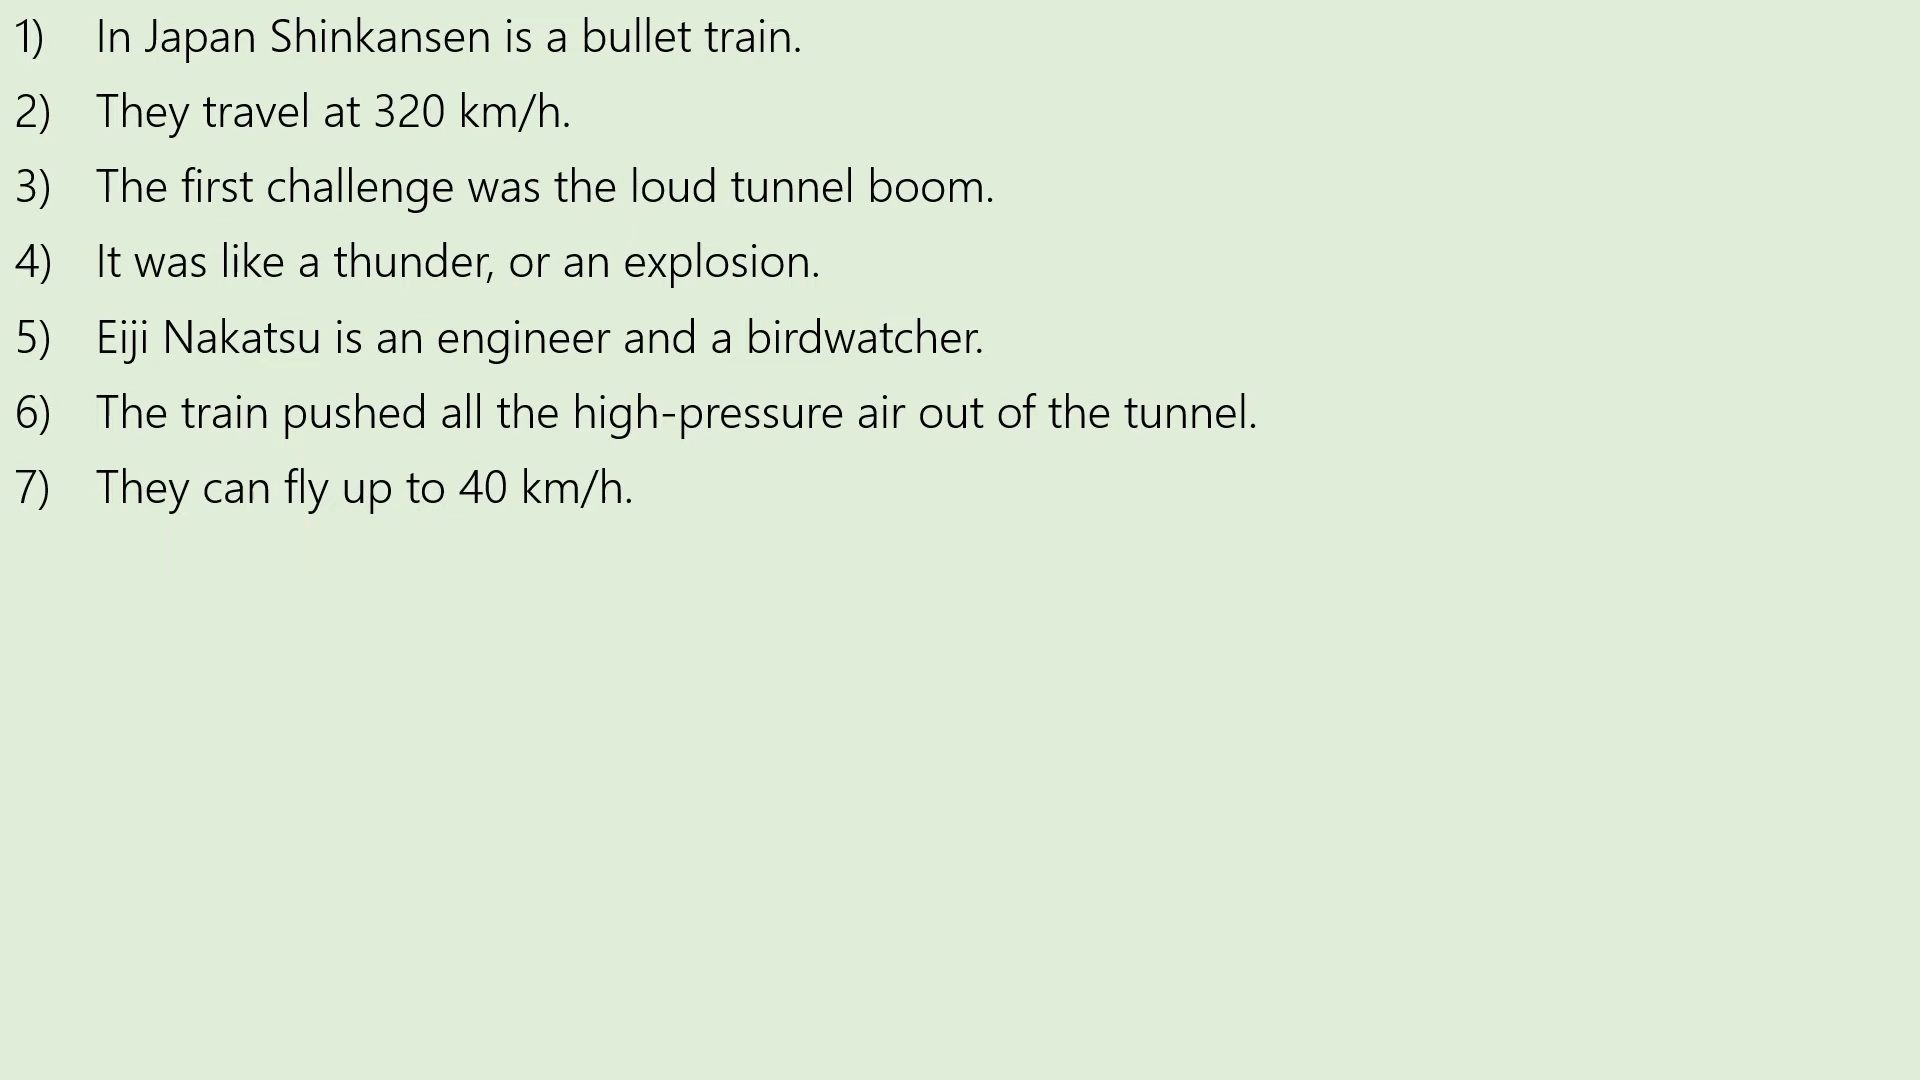 1) In Japan Shinkansen is a bullet train.
2) They travel at 320 km/h.
3) The first challenge was the loud tunnel boom.
4) It was like a thunder, or an explosion.
5) Eiji Nakatsu is an engineer and a birdwatcher.
6) The train pushed all the high-pressure air out of the tunnel.
7) They can fly up to 40 km/h.